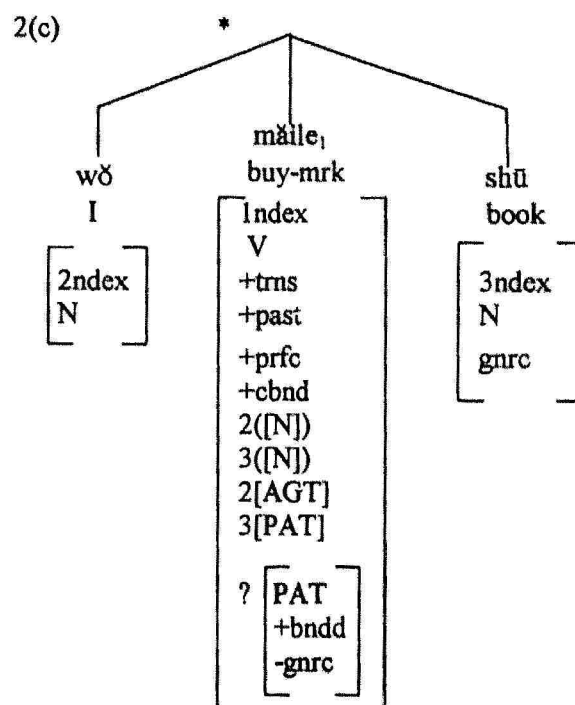 2(c)
*
wǒ
I
2ndex
N
mǎile₁
buy-mrk
1ndex
V
+trns
+past
+prfc
+cbnd
2([N])
3([N])
2[AGT]
3[PAT]
? PAT
+bndd
-gnrc
shū
book
3ndex
N
gnrc